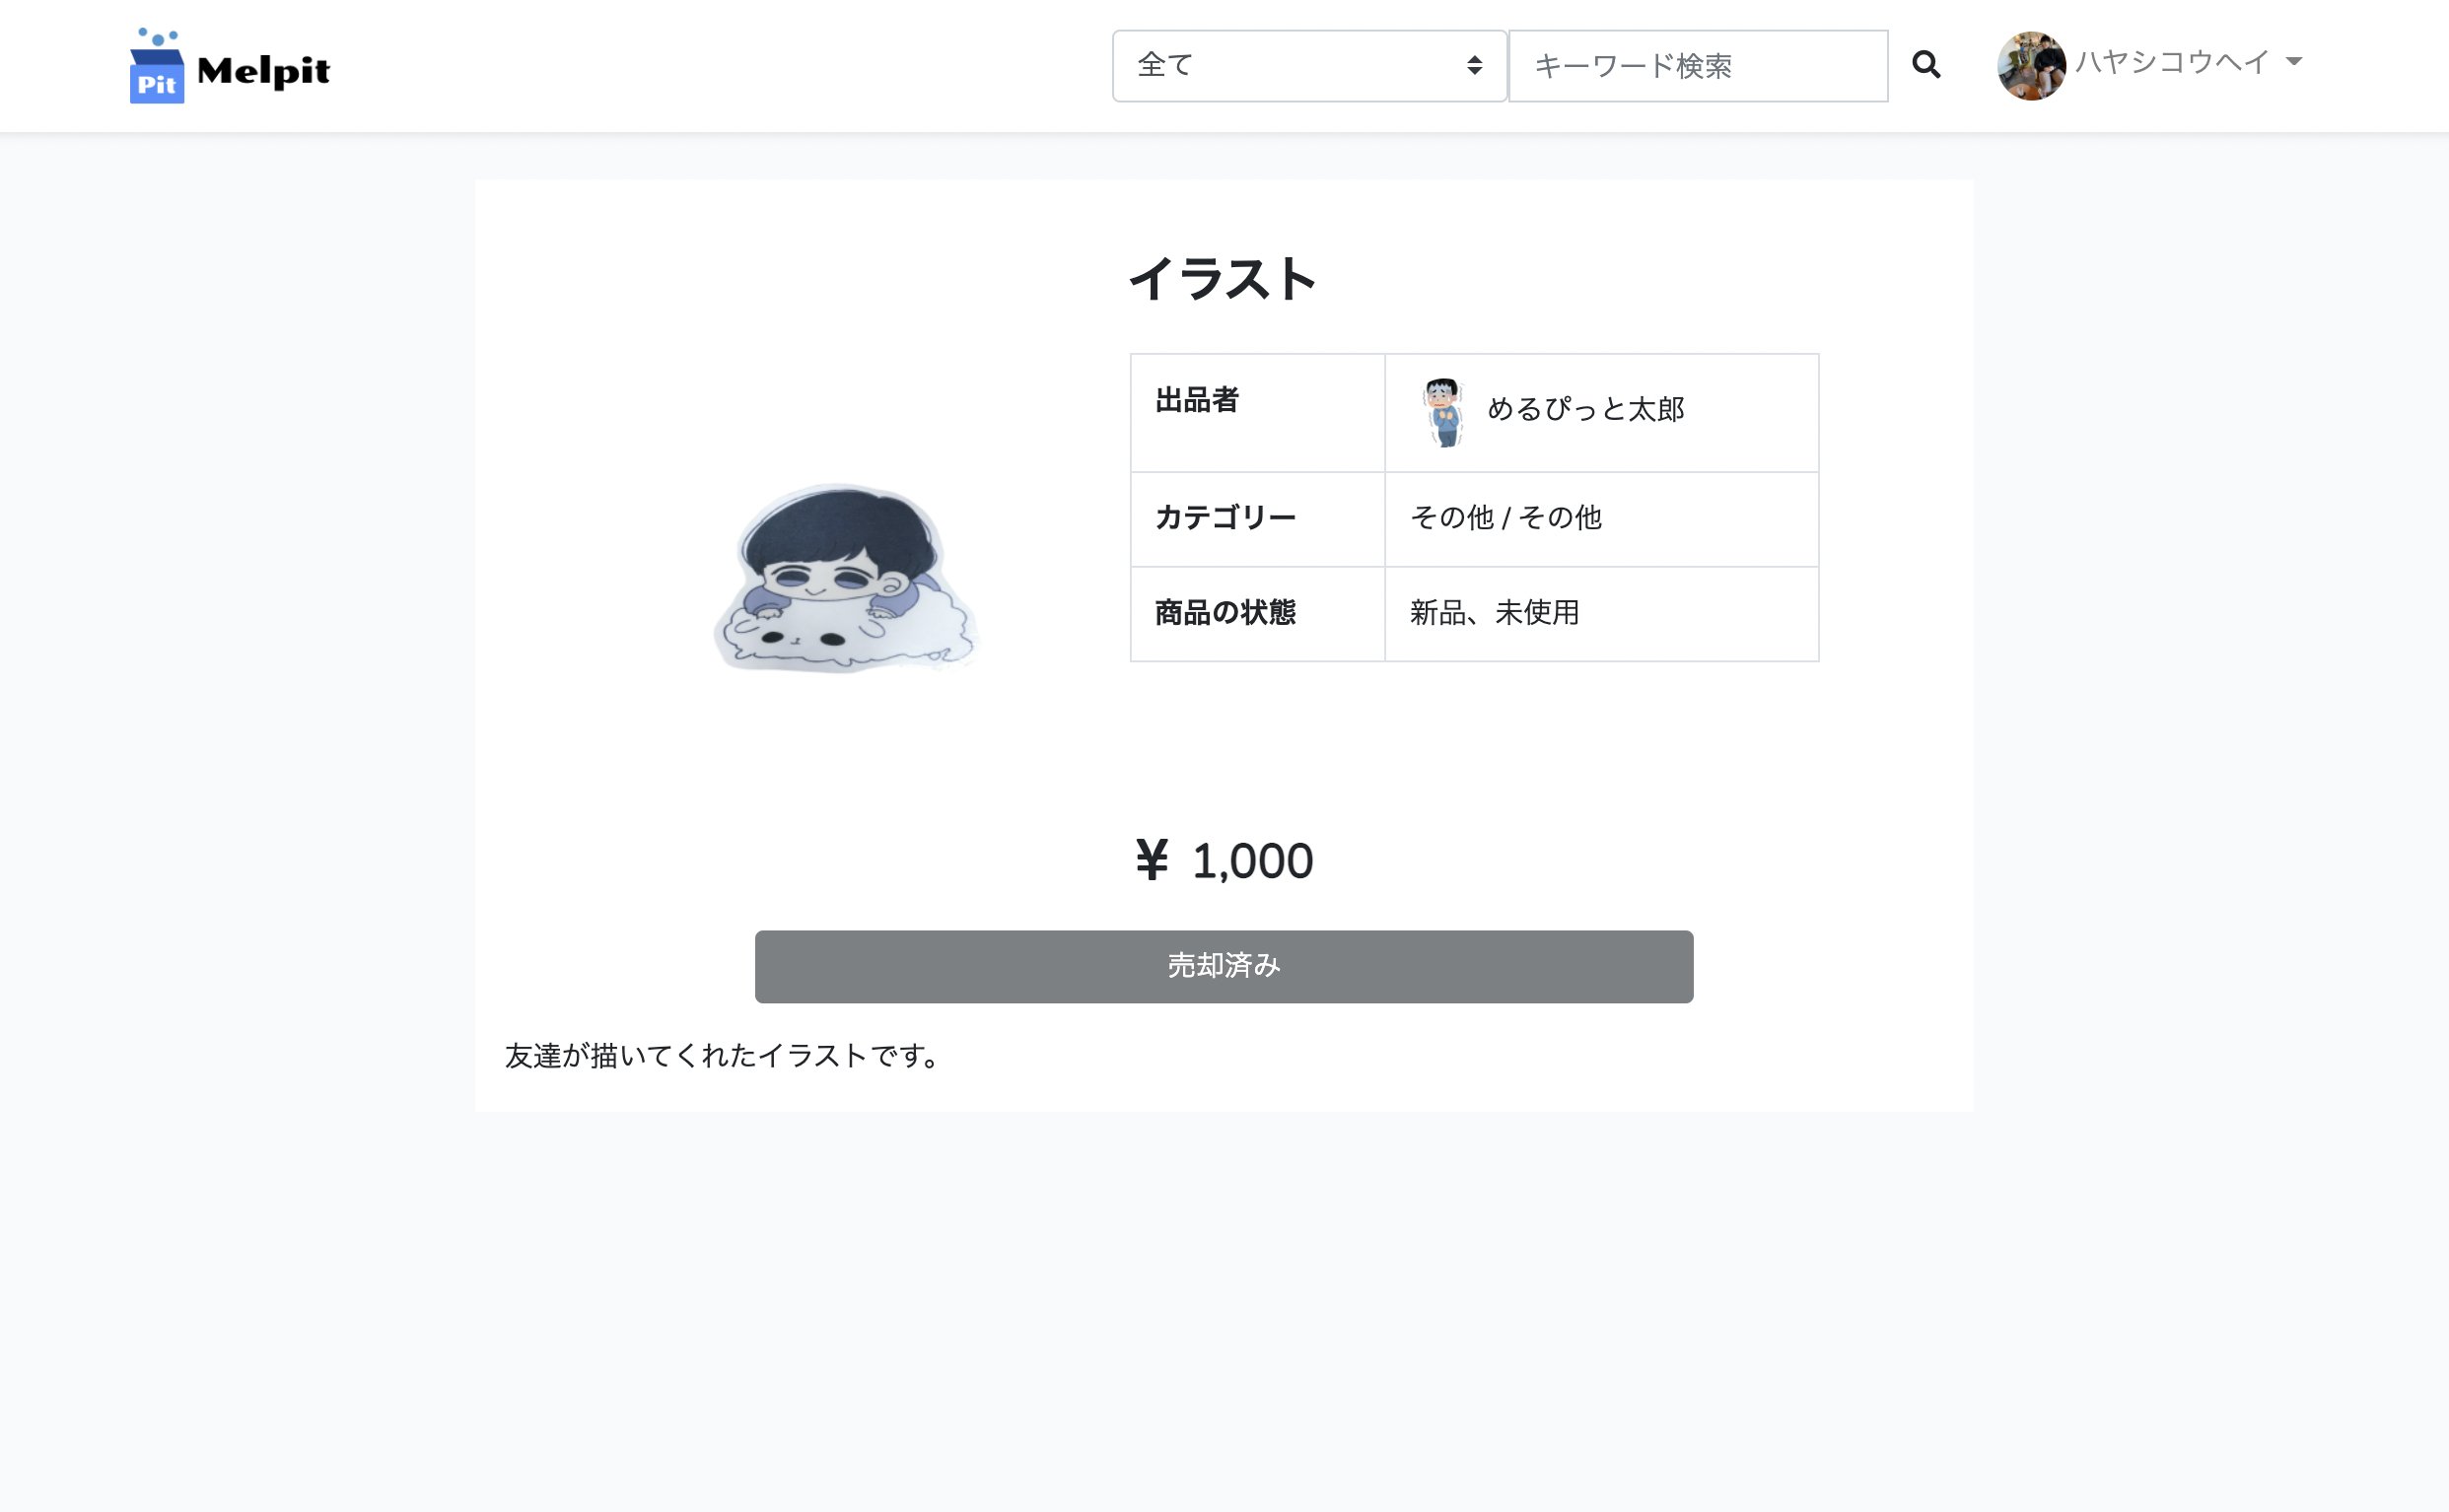 Pit Melpit
全て
キーワード検索
ハヤシコウヘイ
イラスト
出品者 めるぴっと太郎
カテゴリー その他 / その他
商品の状態 新品、未使用
¥ 1,000
売却済み
友達が描いてくれたイラストです。